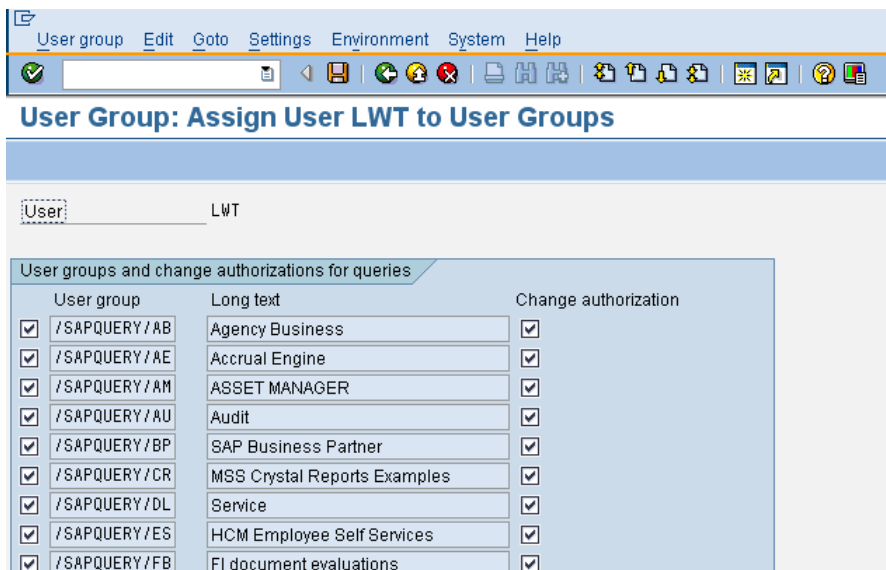 User group Edit Goto Settings Environment System Help
User Group: Assign User LWT to User Groups
User LWT
User groups and change authorizations for queries
User group Long text Change authorization
/SAPQUERY/AB Agency Business
/SAPQUERY/AE Accrual Engine
/SAPQUERY/AM ASSET MANAGER
/SAPQUERY/AU Audit
/SAPQUERY/BP SAP Business Partner
/SAPQUERY/CR MSS Crystal Reports Examples
/SAPQUERY/DL Service
/SAPQUERY/ES HCM Employee Self Services
/SAPQUERY/FB FI document evaluations